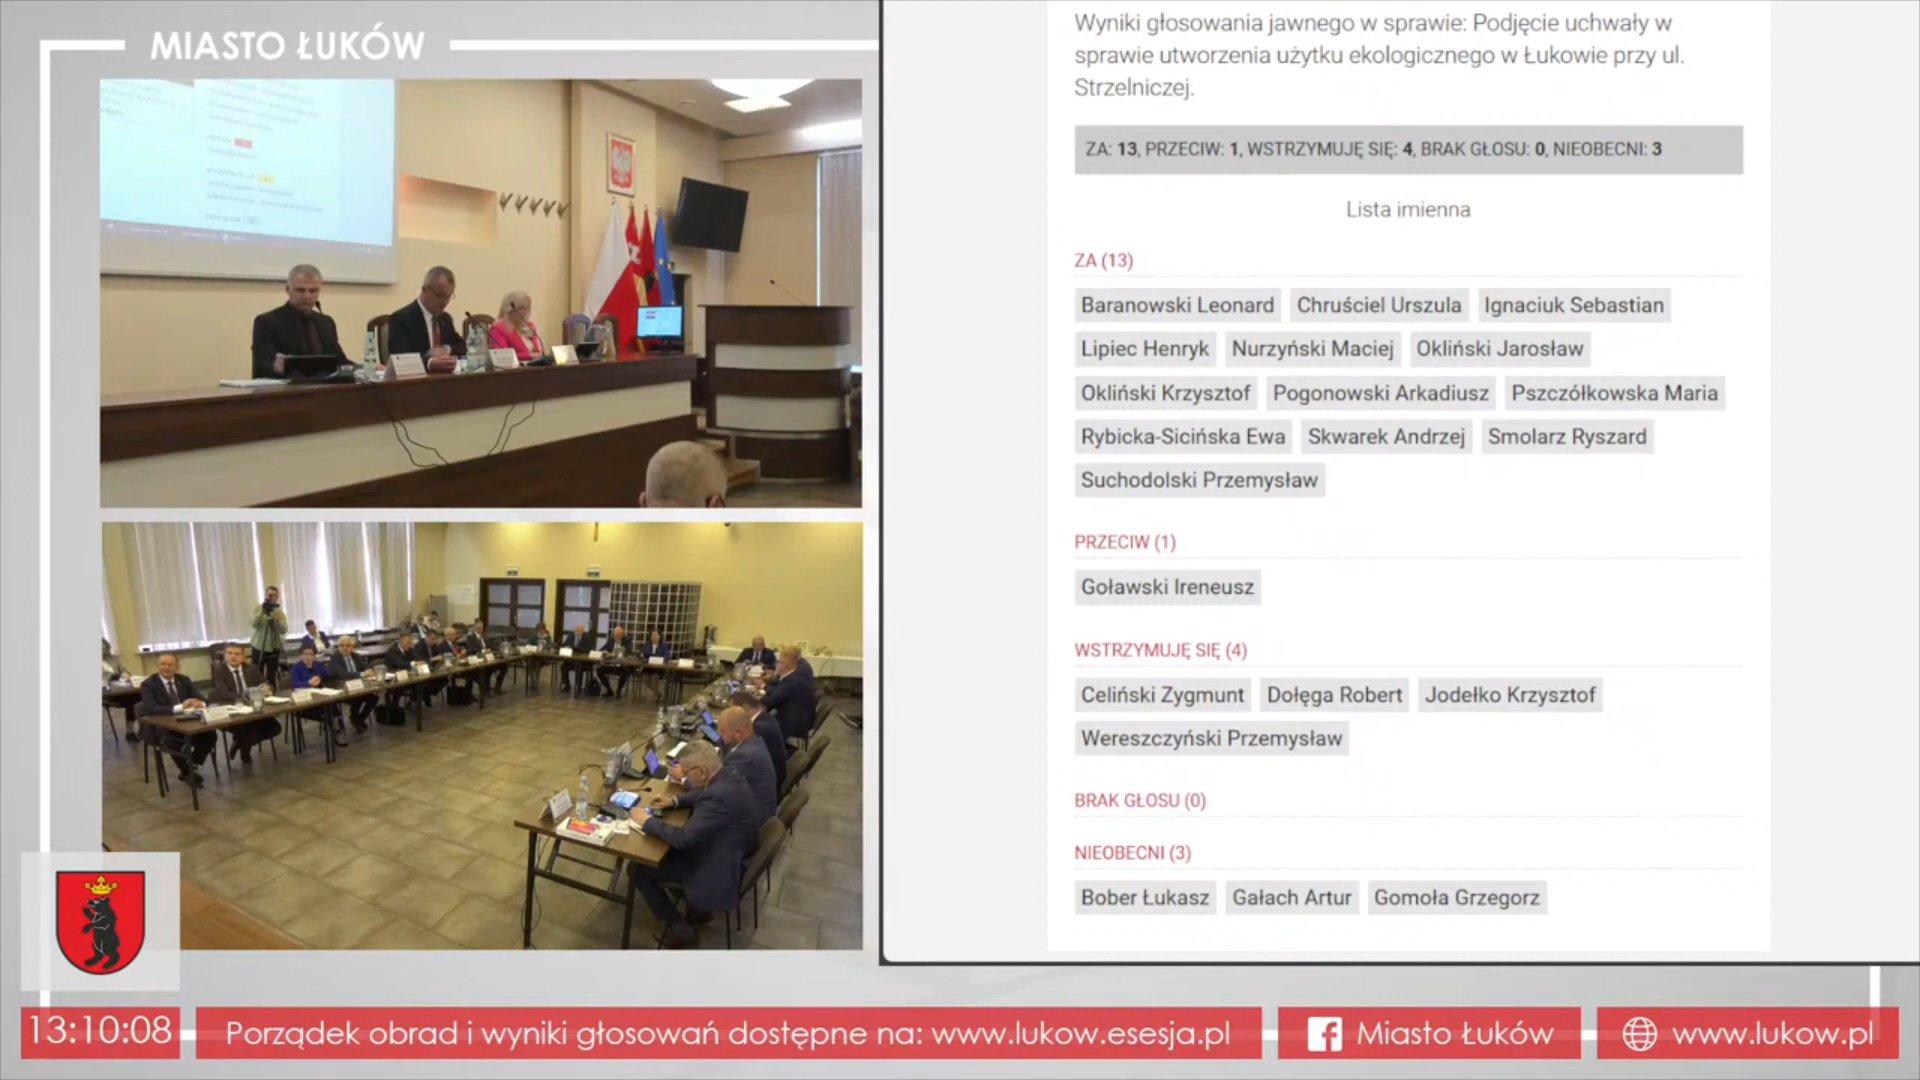 MIASTO ŁUKÓW
Wyniki głosowania jawnego w sprawie: Podjęcie uchwały w
sprawie utworzenia użytku ekologicznego w Łukowie przy ul.
Strzelniczej.
ZA: 13, PRZECIW: 1, WSTRZYMUJĘ SIĘ: 4, BRAK GŁOSU: 0, NIEOBECNI: 3
Lista imienna
ZA (13)
Baranowski Leonard Chruściel Urszula Ignaciuk Sebastian
Lipiec Henryk Nurzyński Maciej Okliński Jarosław
Okliński Krzysztof Pogonowski Arkadiusz Pszczółkowska Maria
Rybicka-Sicińska Ewa Skwarek Andrzej Smolarz Ryszard
Suchodolski Przemysław
PRZECIW (1)
Goławski Ireneusz
WSTRZYMUJĘ SIĘ (4)
Celiński Zygmunt Dołęga Robert Jodełko Krzysztof
Wereszczyński Przemysław
BRAK GŁOSU (0)
NIEOBECNI (3)
Bober Łukasz Gałach Artur Gomoła Grzegorz
13:10:08
Porządek obrad i wyniki głosowań dostępne na: www.lukow.esesja.pl
Miasto Łuków
www.lukow.pl